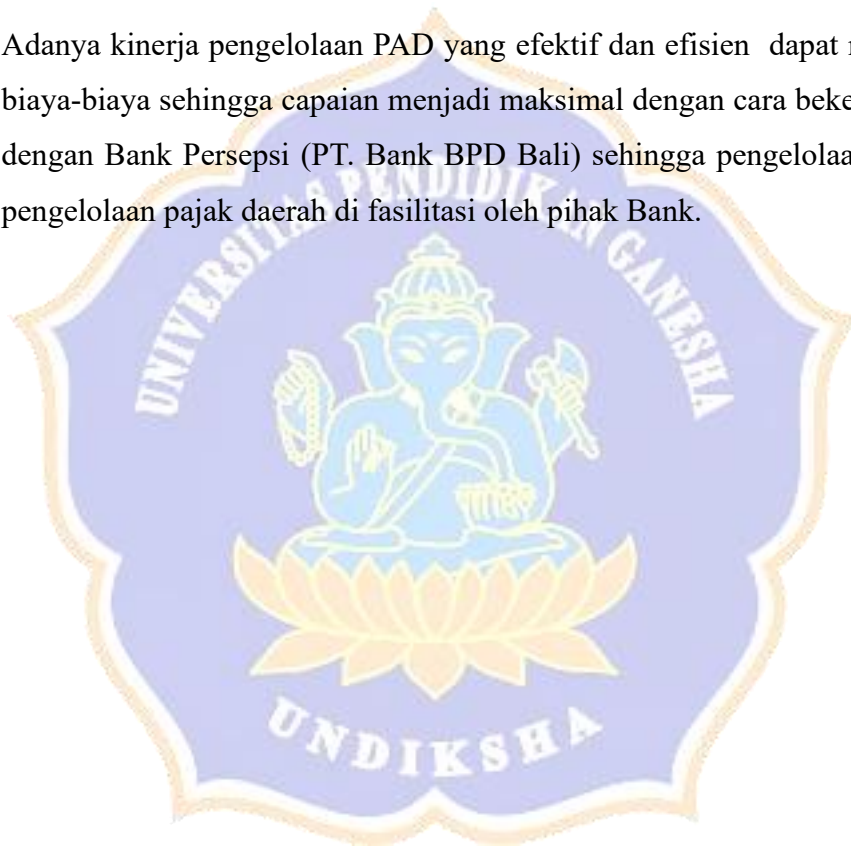 Adanya kinerja pengelolaan PAD yang efektif dan efisien dapat
biaya-biaya sehingga capaian menjadi maksimal dengan cara
dengan Bank Persepsi (PT. Bank BPD Bali) sehingga
pengelolaan pajak daerah di fasilitasi oleh pihak Bank.
UNIVERSITAS PENDIDIKAN GANESHA
UNDIKSHA